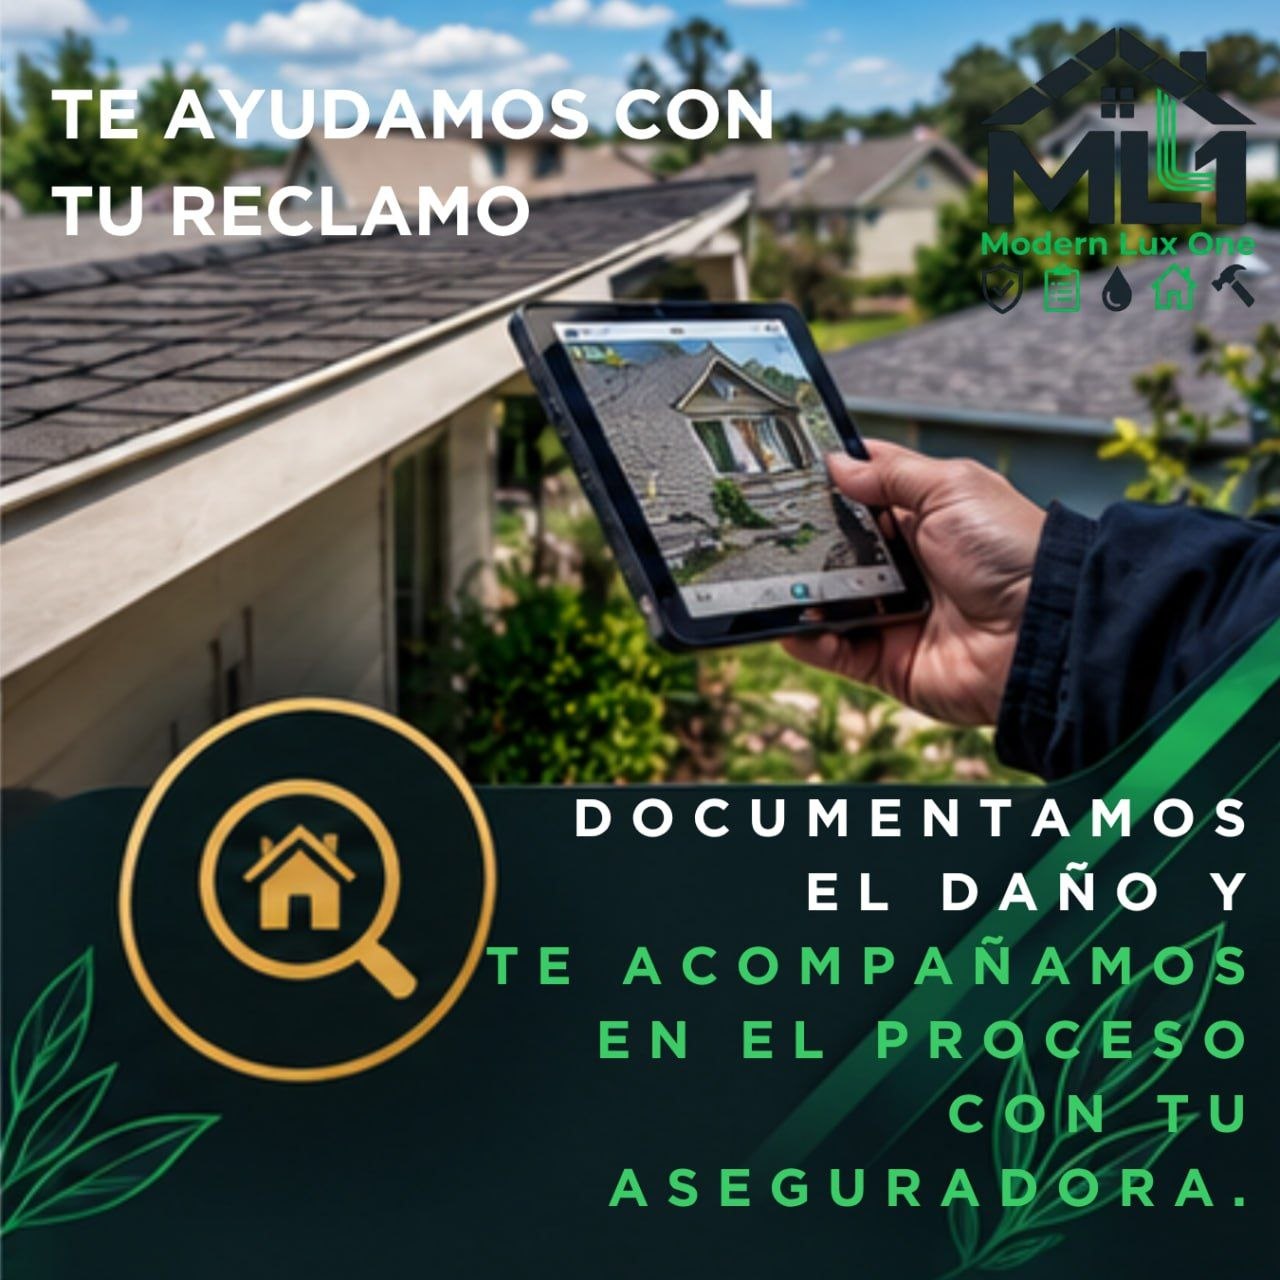 TE AYUDAMOS CON
TU RECLAMO
ML1
Modern Lux One
DOCUMENTAMOS
EL DAÑO Y
TE ACOMPAÑAMOS
EN EL PROCESO
CON TU
ASEGURADORA.